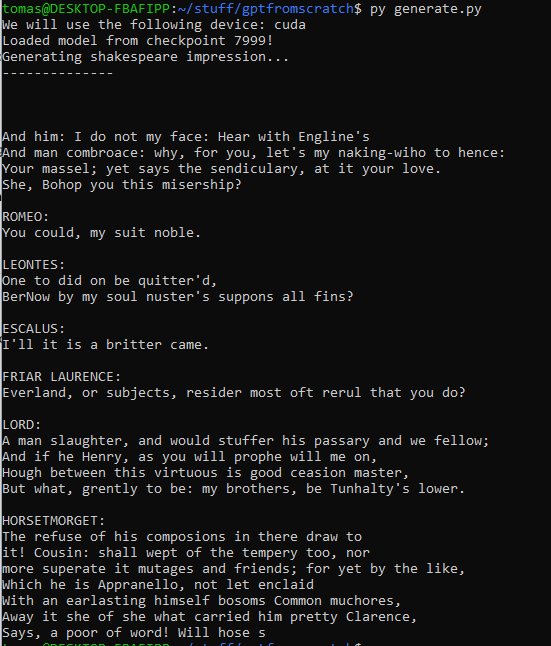 tomas@DESKTOP-FBAFIPP:~/stuff/gptfromscratch$ py generate.py
We will use the following device: cuda
Loaded model from checkpoint 7999!
Generating shakespeare impression...
--------------
And him: I do not my face: Hear with Engline's
And man combroace: why, for you, let's my naking-wiho to hence:
Your massel; yet says the sendiculary, at it your love.
She, Bohop you this misership?
ROMEO:
You could, my suit noble.
LEONTES:
One to did on be quitter'd,
BerNow by my soul nuster's suppons all fins?
ESCALUS:
I'll it is a britter came.
FRIAR LAURENCE:
Everland, or subjects, resider most oft rerul that you do?
LORD:
A man slaughter, and would stuffer his passary and we fellow;
And if he Henry, as you will prophe will me on,
Hough between this virtuous is good ceasion master,
But what, grently to be: my brothers, be Tunhalty's lower.
HORSETMORGET:
The refuse of his composions in there draw to
it! Cousin: shall wept of the tempery too, nor
more superate it mutages and friends; for yet by the like,
Which he is Appranello, not let enclaid
With an earlasting himself bosoms Common muchores,
Away it she of she what carried him pretty Clarence,
Says, a poor of word! Will hose s